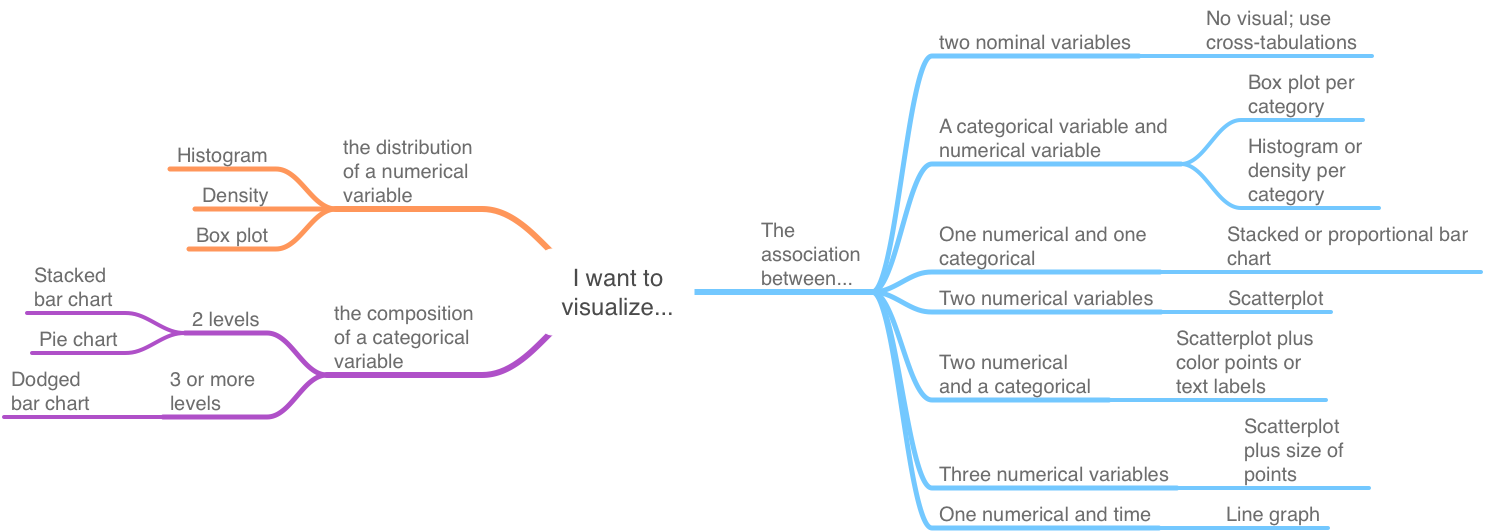 I want to
visualize...
the distribution
of a numerical
variable
Histogram
Density
Box plot
the composition
of a categorical
variable
2 levels
Stacked
bar chart
Pie chart
3 or more
levels
Dodged
bar chart
The
association
between...
two nominal variables
No visual; use
cross-tabulations
A categorical variable and
numerical variable
Box plot per
category
Histogram or
density per
category
One numerical and one
categorical
Stacked or proportional bar
chart
Two numerical variables
Scatterplot
Two numerical
and a categorical
Scatterplot plus
color points or
text labels
Three numerical variables
Scatterplot
plus size of
points
One numerical and time
Line graph